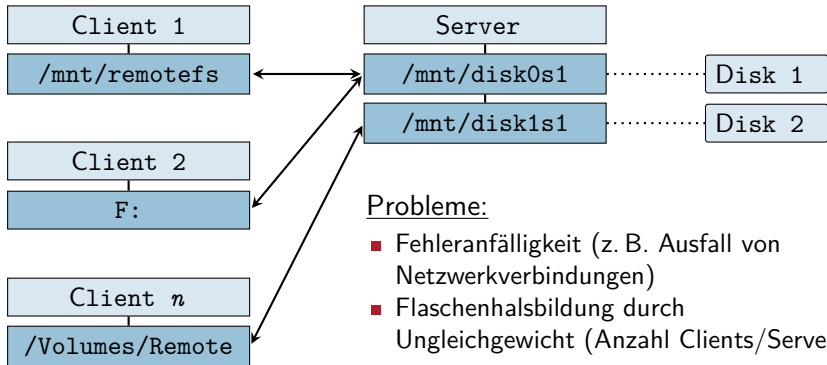 Client 1
/mnt/remotefs
Client 2
F:
Client n
/Volumes/Remote
Server
/mnt/disk0s1
/mnt/disk1s1
Disk 1
Disk 2
Probleme:
Fehleranfälligkeit (z. B. Ausfall von
Netzwerkverbindungen)
Flaschenhalsbildung durch
Ungleichgewicht (Anzahl Clients/Serve